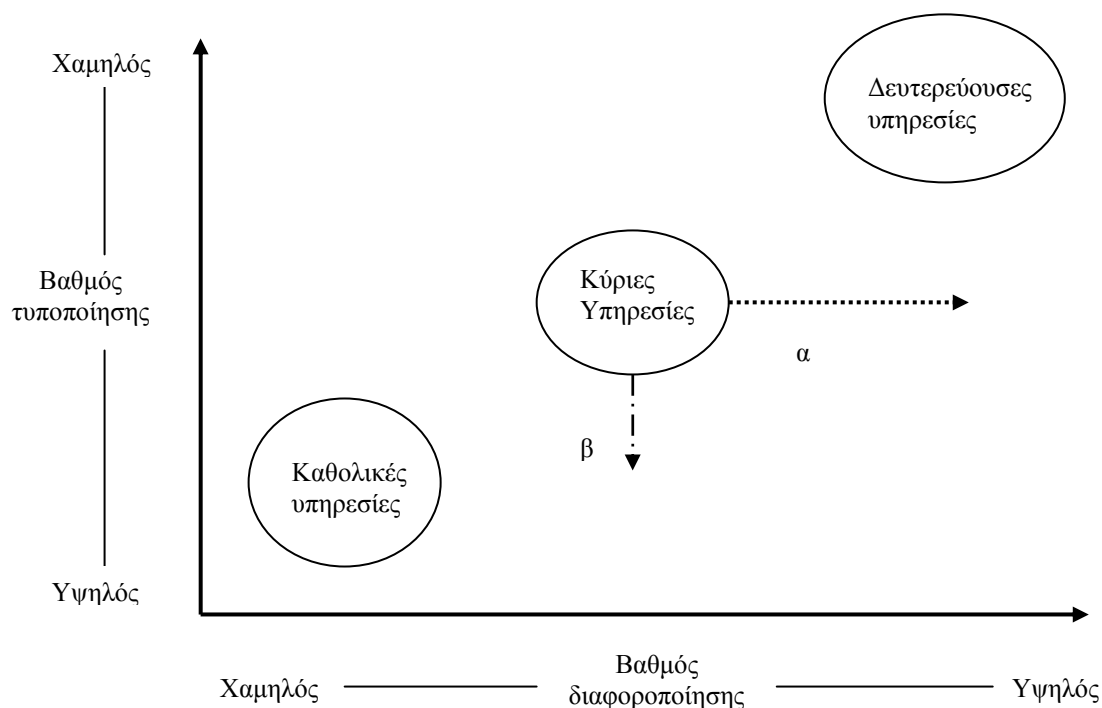 Χαμηλός
Δευτερεύουσες
υπηρεσίες
Βαθμός
τυποποίησης
Κύριες
Υπηρεσίες
α
β
Καθολικές
υπηρεσίες
Υψηλός
Χαμηλός
Βαθμός
διαφοροποίησης
Υψηλός